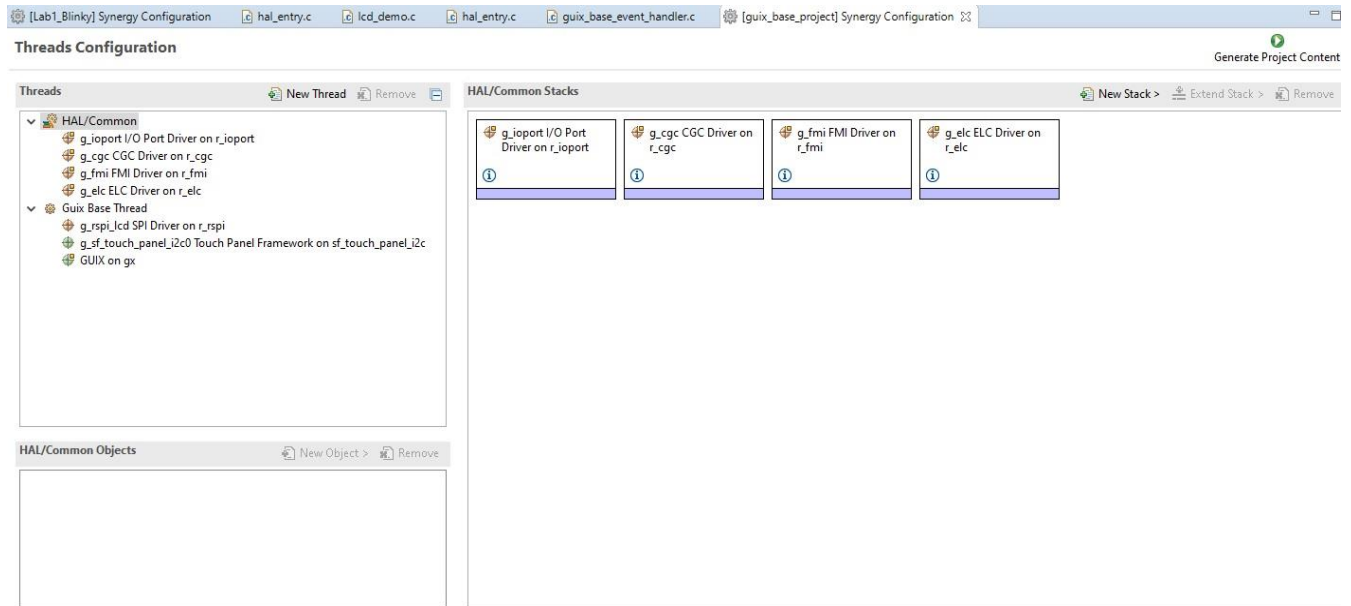 [Lab1_Blinky] Synergy Configuration
hal_entry.c
lcd_demo.c
hal_entry.c
guix_base_event_handler.c
[guix_base_project] Synergy Configuration
Threads Configuration
Generate Project Content
Threads
New Thread
Remove
HAL/Common
g_ioport I/O Port Driver on r_ioport
g_cgc CGC Driver on r_cgc
g_fmi FMI Driver on r_fmi
g_elc ELC Driver on r_elc
Guix Base Thread
g_rspi_lcd SPI Driver on r_rspi
g_sf_touch_panel_i2c0 Touch Panel Framework on sf_touch_panel_i2c
GUIX on gx
HAL/Common Objects
New Object >
Remove
HAL/Common Stacks
New Stack >
Extend Stack >
Remove
g_ioport I/O Port
Driver on r_ioport
g_cgc CGC Driver on
r_cgc
g_fmi FMI Driver on
r_fmi
g_elc ELC Driver on
r_elc